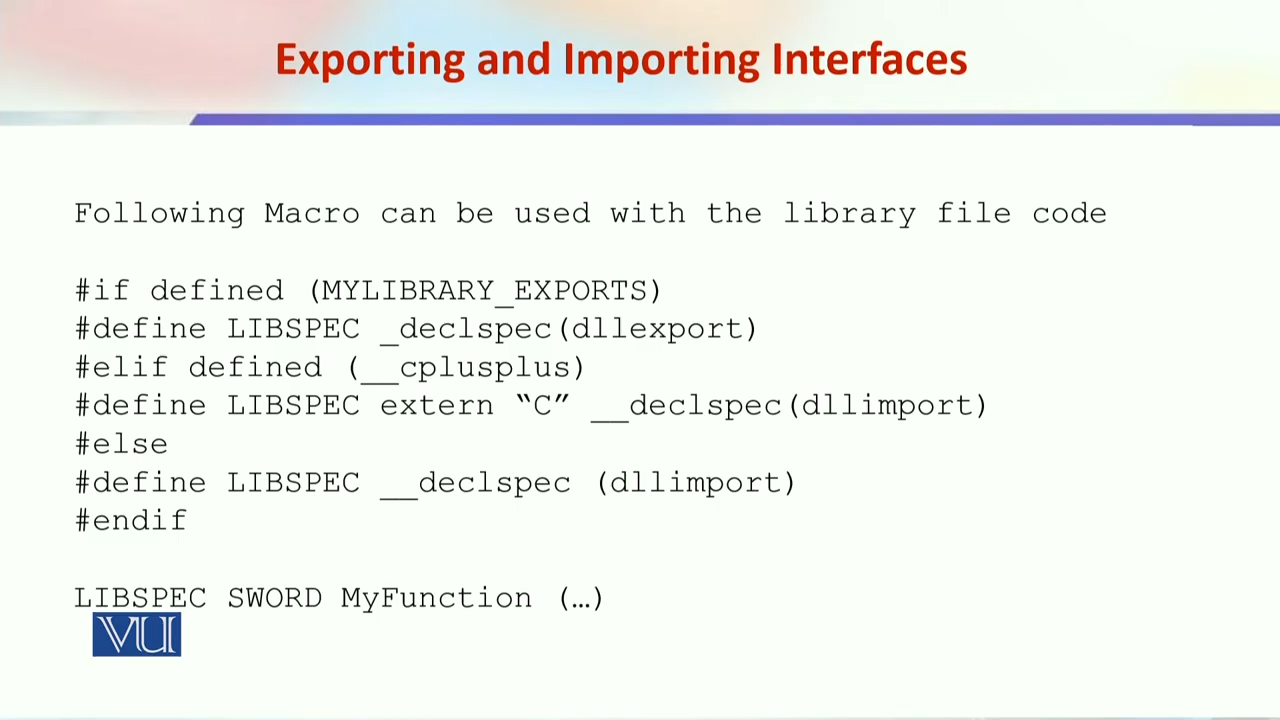 Exporting and Importing Interfaces
Following Macro can be used with the library file code
#if defined (MYLIBRARY_EXPORTS)
#define LIBSPEC _declspec(dllexport)
#elif defined (__cplusplus)
#define LIBSPEC extern “C” __declspec(dllimport)
#else
#define LIBSPEC __declspec (dllimport)
#endif
LIBSPEC SWORD MyFunction (…)
VU